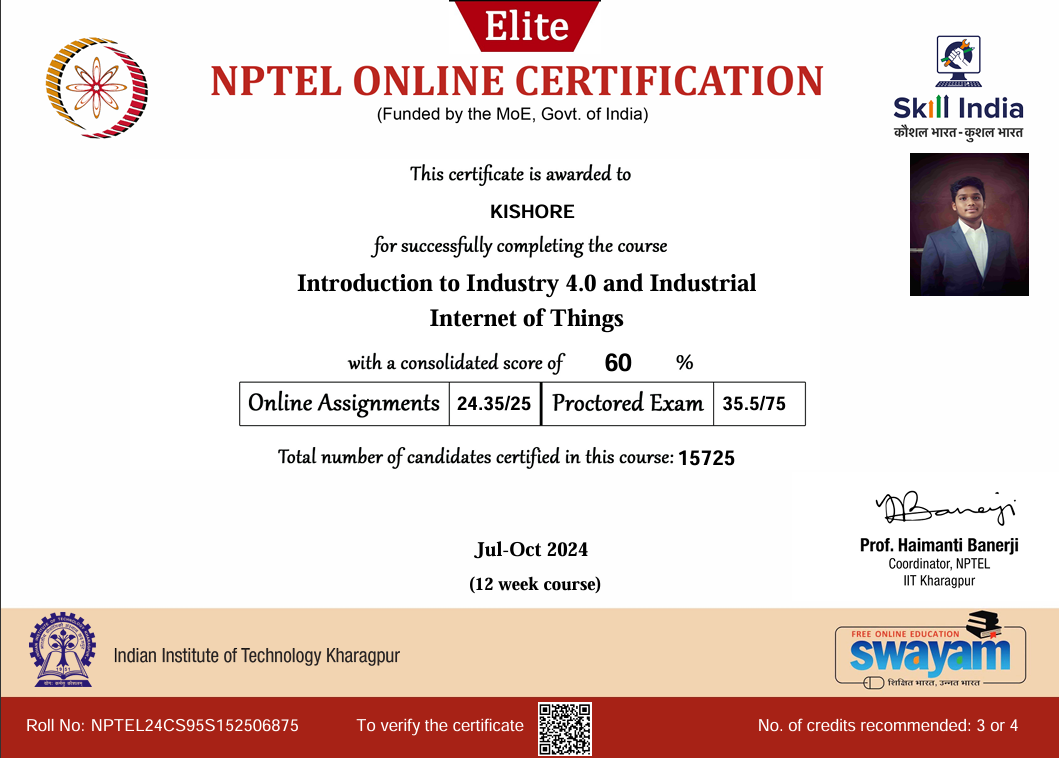 Elite
NPTEL ONLINE CERTIFICATION
(Funded by the MoE, Govt. of India)
Skill India
कौशल भारत - कुशल भारत
This certificate is awarded to
KISHORE
for successfully completing the course
Introduction to Industry 4.0 and Industrial
Internet of Things
with a consolidated score of 60 %
Online Assignments 24.35/25 Proctored Exam 35.5/75
Total number of candidates certified in this course: 15725
Prof. Haimanti Banerji
Coordinator, NPTEL
IIT Kharagpur
Jul-Oct 2024
(12 week course)
Indian Institute of Technology Kharagpur
FREE ONLINE EDUCATION
swayam
शिक्षित भारत, उन्नत भारत
Roll No: NPTEL24CS95S152506875 To verify the certificate No. of credits recommended: 3 or 4